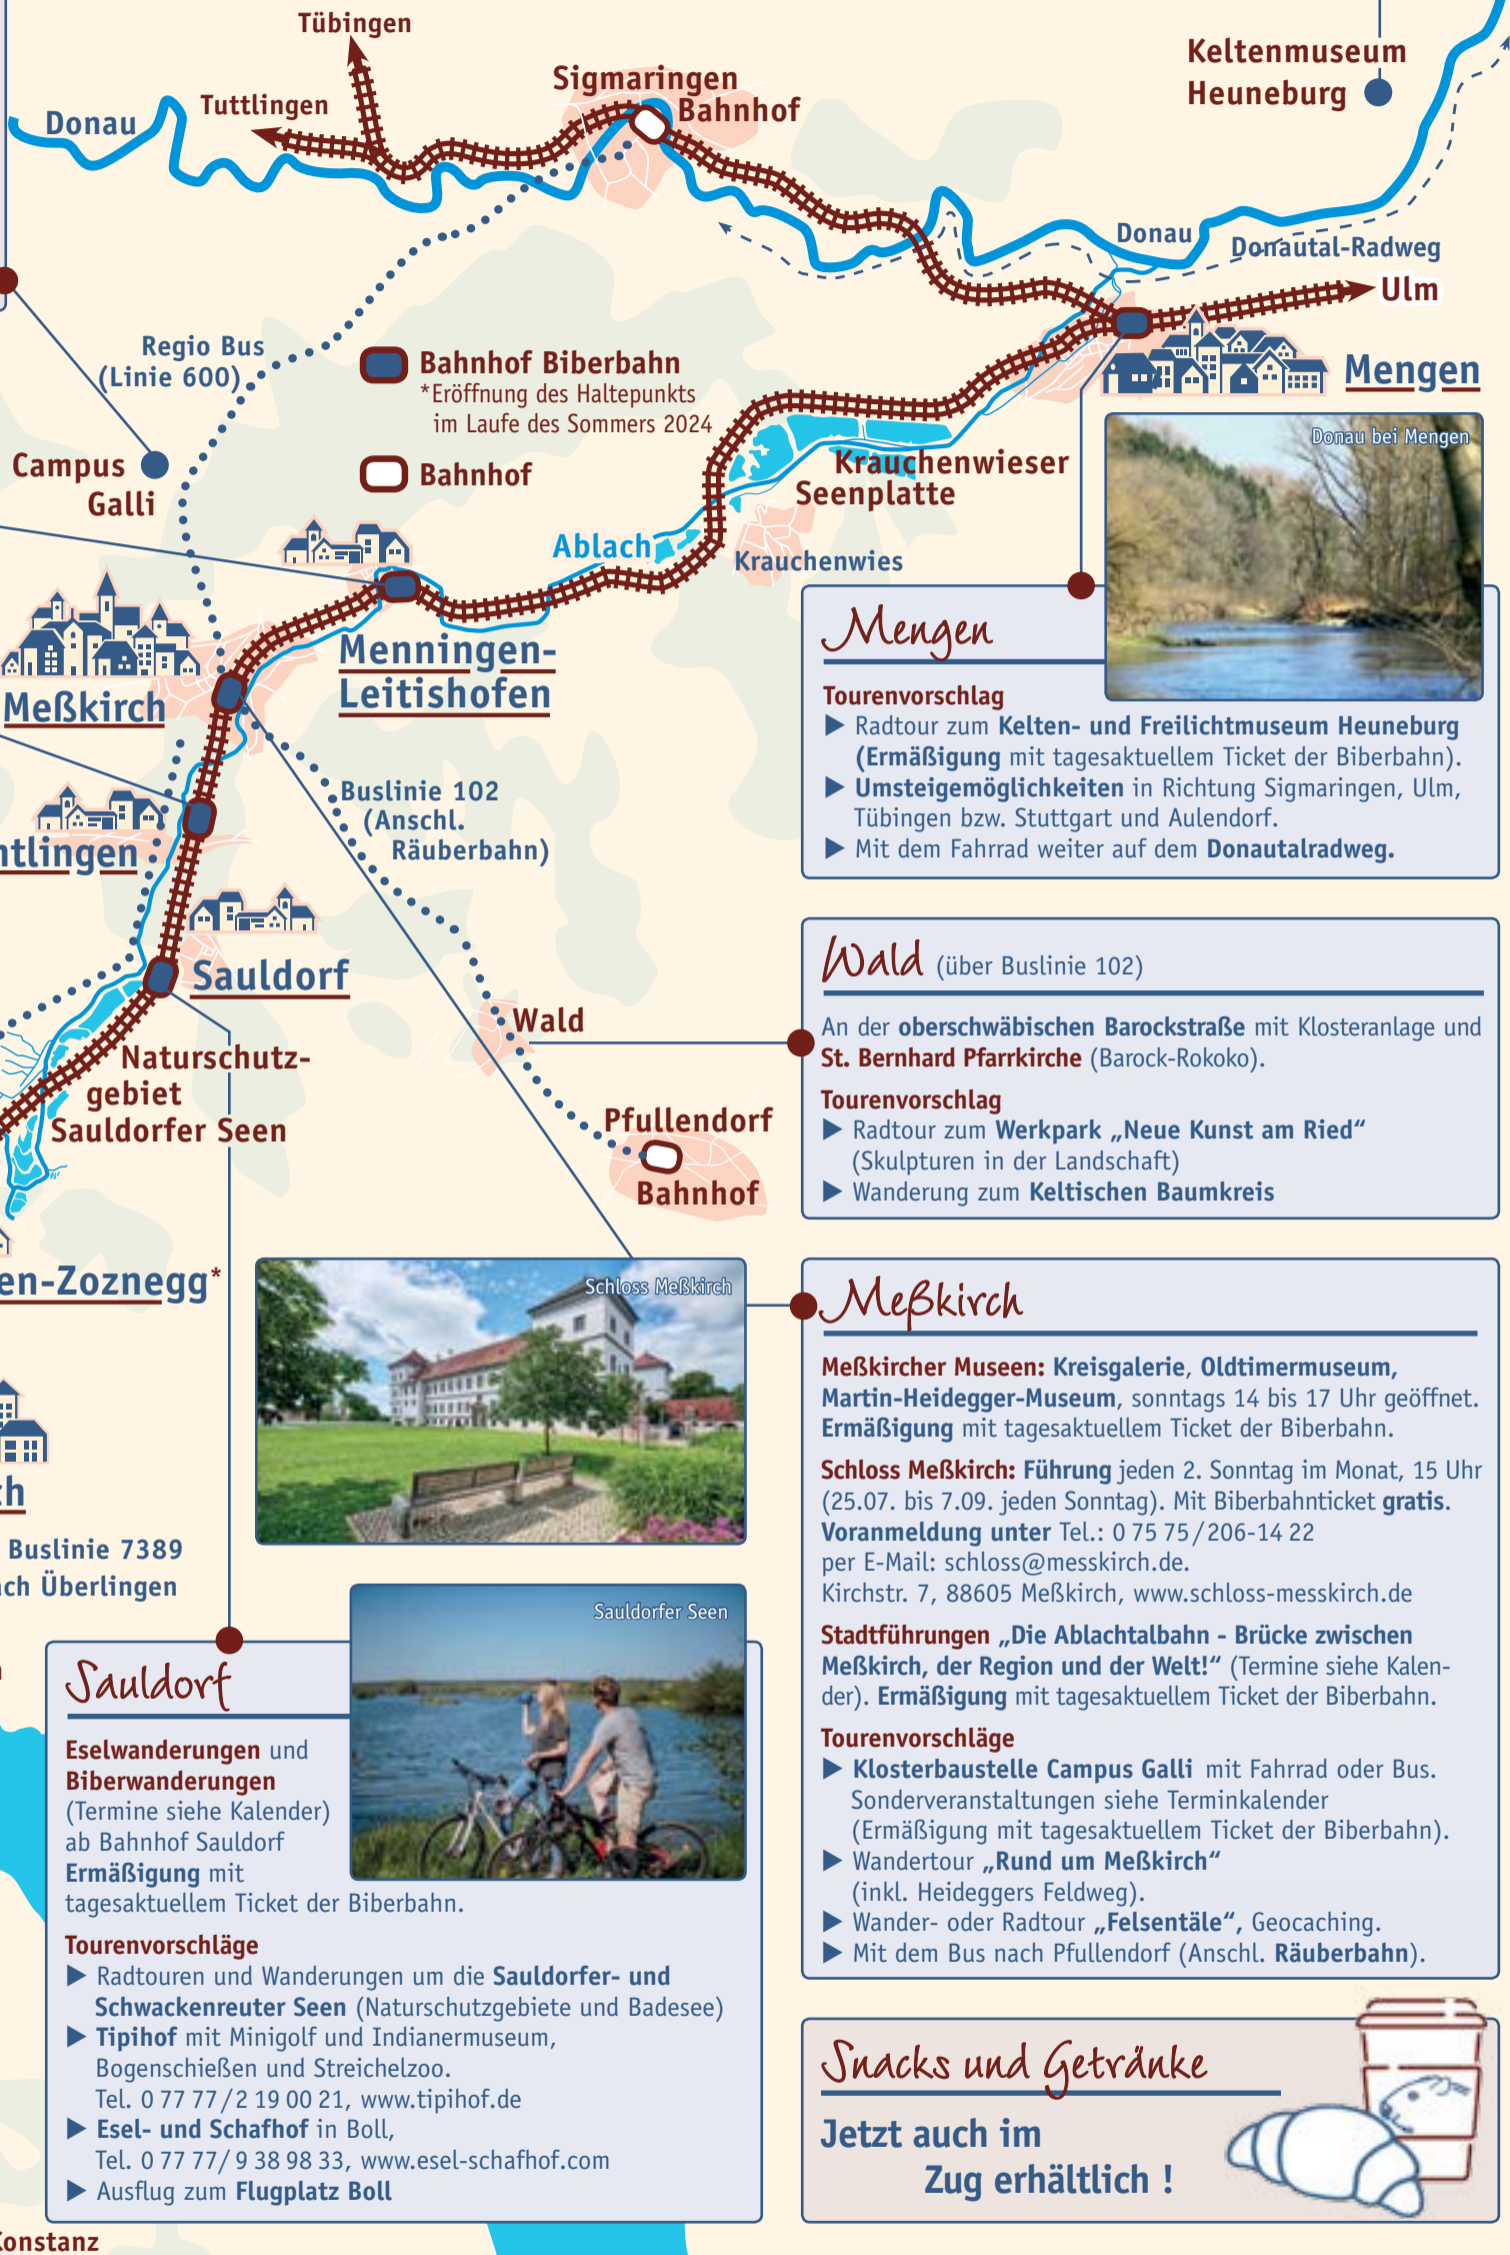 Tübingen
Tuttlingen
Donau
Sigmaringen
Bahnhof
Keltenmuseum
Heuneburg
Donau
Donautal-Radweg
Ulm
Mengen
Regio Bus
(Linie 600)
Bahnhof Biberbahn
*Eröffnung des Haltepunkts
im Laufe des Sommers 2024
Bahnhof
Campus
Galli
Krauchenwieser
Seenplatte
Ablach
Krauchenwies
Menningen-
Leitishofen
Meßkirch
Buslinie 102
(Anschl.
Räuberbahn)
ntlingen
Sauldorf
Naturschutz-
gebiet
Sauldorfer Seen
Wald
Pfullendorf
Bahnhof
en-Zoznegg*
ch
Buslinie 7389
ach Überlingen
Konstanz
Donau bei Mengen
Mengen
Tourenvorschlag
▶ Radtour zum Kelten- und Freilichtmuseum Heuneburg
(Ermäßigung mit tagesaktuellem Ticket der Biberbahn).
▶ Umsteigemöglichkeiten in Richtung Sigmaringen, Ulm,
Tübingen bzw. Stuttgart und Aulendorf.
▶ Mit dem Fahrrad weiter auf dem Donautalradweg.
Wald (über Buslinie 102)
An der oberschwäbischen Barockstraße mit Klosteranlage und
St. Bernhard Pfarrkirche (Barock-Rokoko).
Tourenvorschlag
▶ Radtour zum Werkpark „Neue Kunst am Ried“
(Skulpturen in der Landschaft)
▶ Wanderung zum Keltischen Baumkreis
Schloss Meßkirch
Meßkirch
Meßkircher Museen: Kreisgalerie, Oldtimermuseum,
Martin-Heidegger-Museum, sonntags 14 bis 17 Uhr geöffnet.
Ermäßigung mit tagesaktuellem Ticket der Biberbahn.
Schloss Meßkirch: Führung jeden 2. Sonntag im Monat, 15 Uhr
(25.07. bis 7.09. jeden Sonntag). Mit Biberbahnticket gratis.
Voranmeldung unter Tel.: 0 75 75/206-14 22
per E-Mail: schloss@messkirch.de.
Kirchstr. 7, 88605 Meßkirch, www.schloss-messkirch.de
Stadtführungen „Die Ablachtalbahn - Brücke zwischen
Meßkirch, der Region und der Welt!“ (Termine siehe Kalen-
der). Ermäßigung mit tagesaktuellem Ticket der Biberbahn.
Tourenvorschläge
▶ Klosterbaustelle Campus Galli mit Fahrrad oder Bus.
Sonderveranstaltungen siehe Terminkalender
(Ermäßigung mit tagesaktuellem Ticket der Biberbahn).
▶ Wandertour „Rund um Meßkirch“
(inkl. Heideggers Feldweg).
▶ Wander- oder Radtour „Felsentäle“, Geocaching.
▶ Mit dem Bus nach Pfullendorf (Anschl. Räuberbahn).
Sauldorfer Seen
Sauldorf
Eselwanderungen und
Biberwanderungen
(Termine siehe Kalender)
ab Bahnhof Sauldorf
Ermäßigung mit
tagesaktuellem Ticket der Biberbahn.
Tourenvorschläge
▶ Radtouren und Wanderungen um die Sauldorfer- und
Schwackenreuter Seen (Naturschutzgebiete und Badesee)
▶ Tipihof mit Minigolf und Indianermuseum,
Bogenschießen und Streichelzoo.
Tel. 0 77 77/2 19 00 21, www.tipihof.de
▶ Esel- und Schafhof in Boll,
Tel. 0 77 77/ 9 38 98 33, www.esel-schafhof.com
▶ Ausflug zum Flugplatz Boll
Snacks und Getränke
Jetzt auch im
Zug erhältlich !